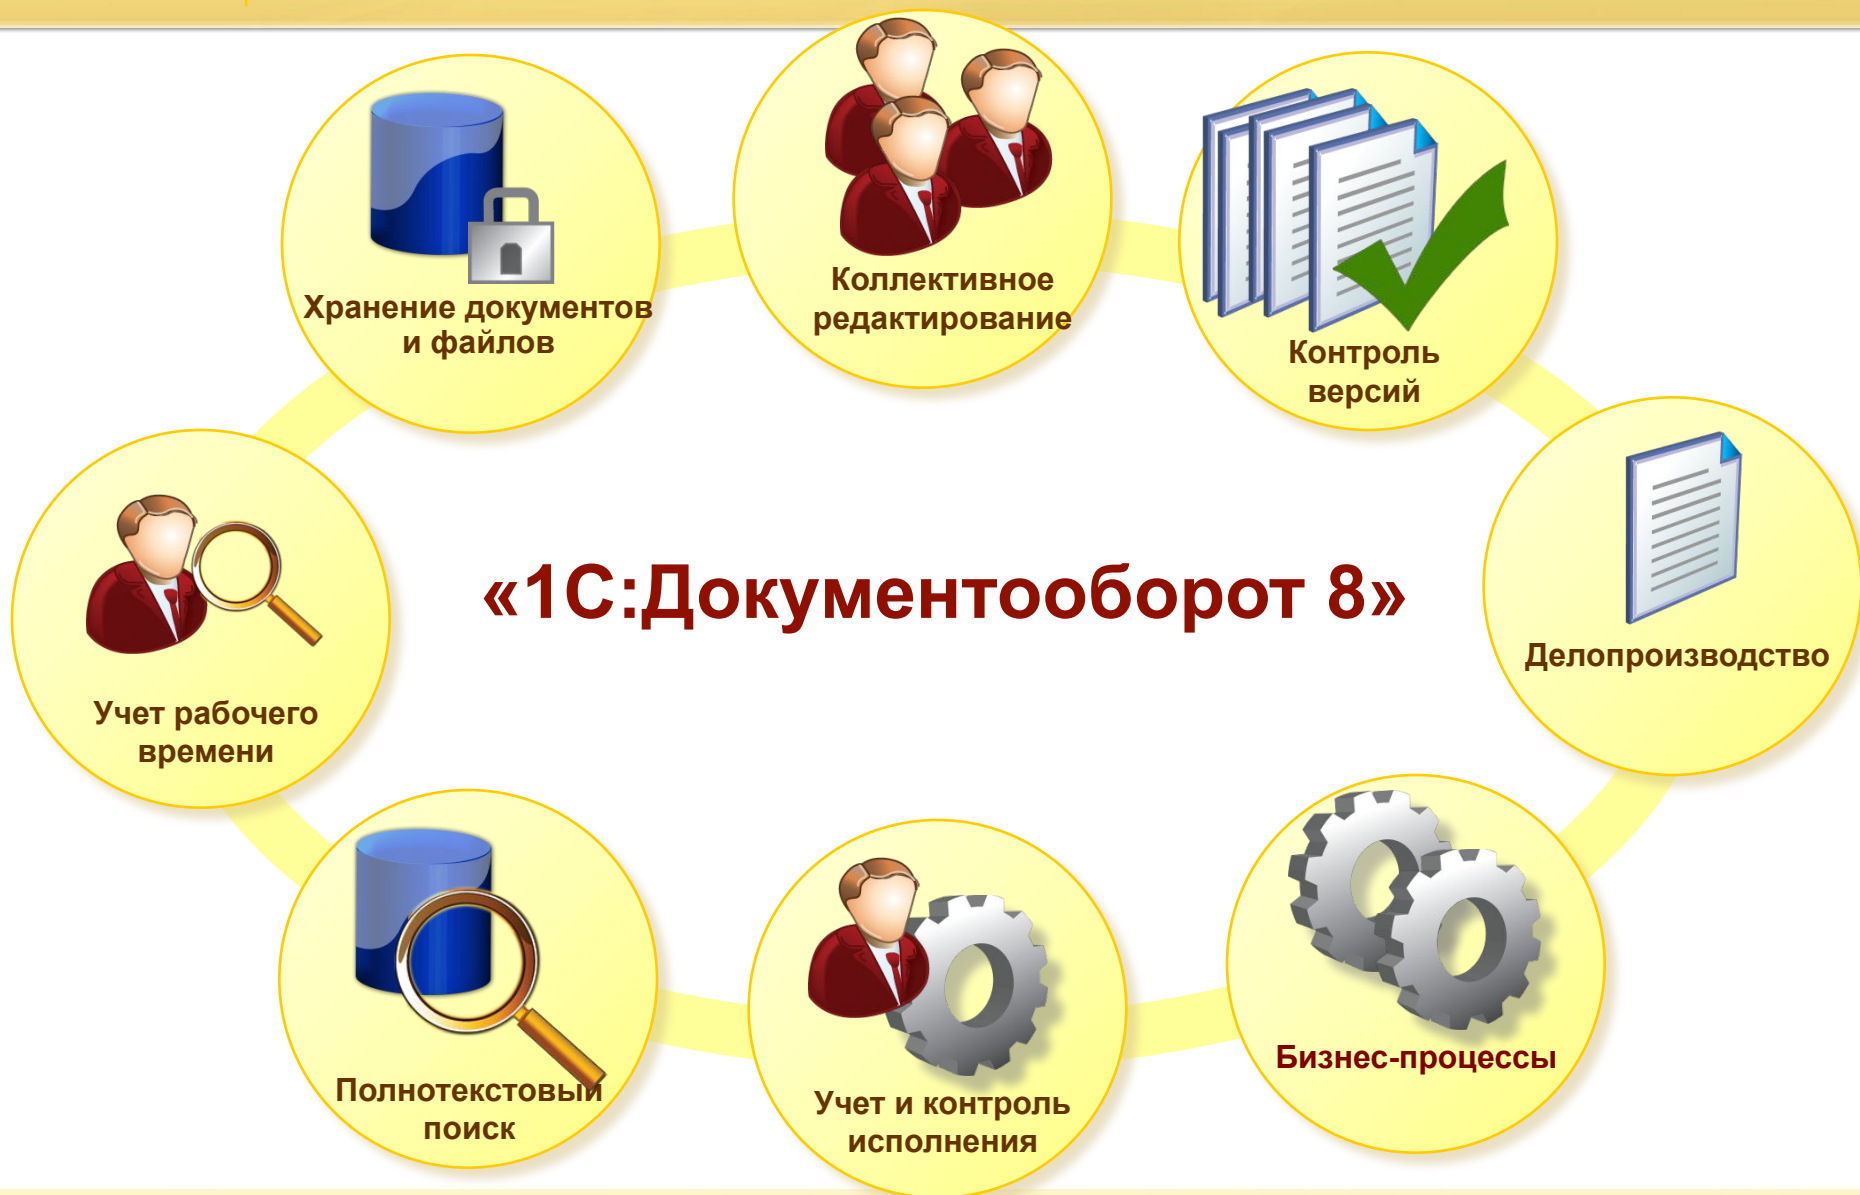 Хранение документов
и файлов
Коллективное
редактирование
Контроль
версий
Делопроизводство
«1С:Документооборот 8»
Учет рабочего
времени
Полнотекстовый
поиск
Учет и контроль
исполнения
Бизнес-процессы